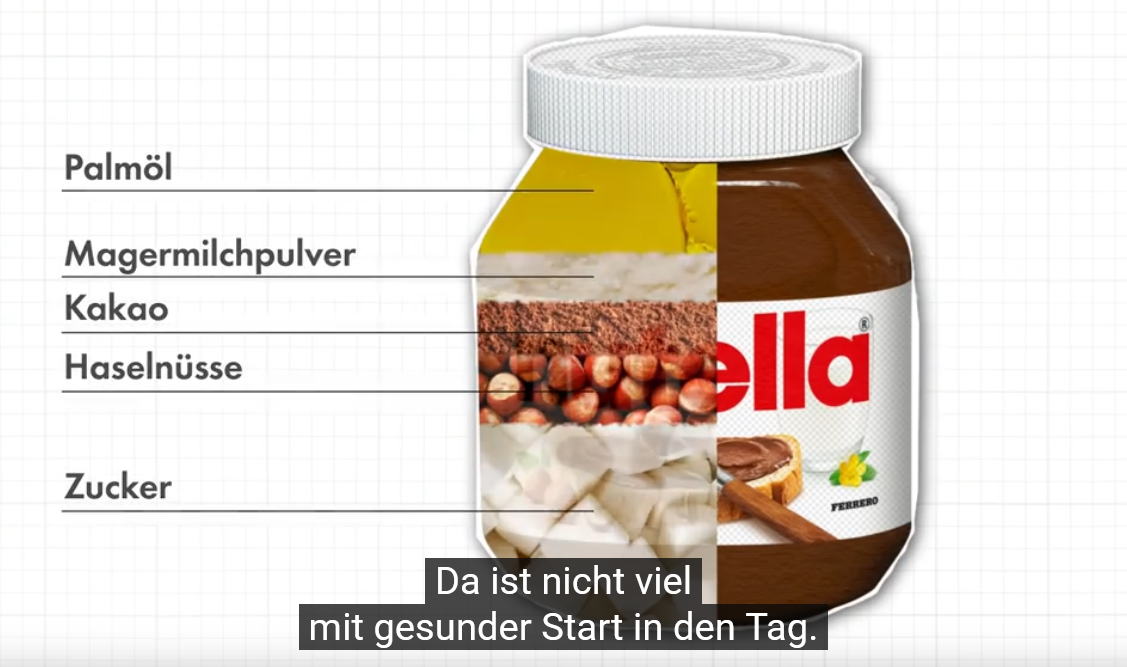 Palmöl
Magermilchpulver
Kakao
Haselnüsse
Zucker
ella®
FERRERO
Da ist nicht viel
mit gesunder Start in den Tag.